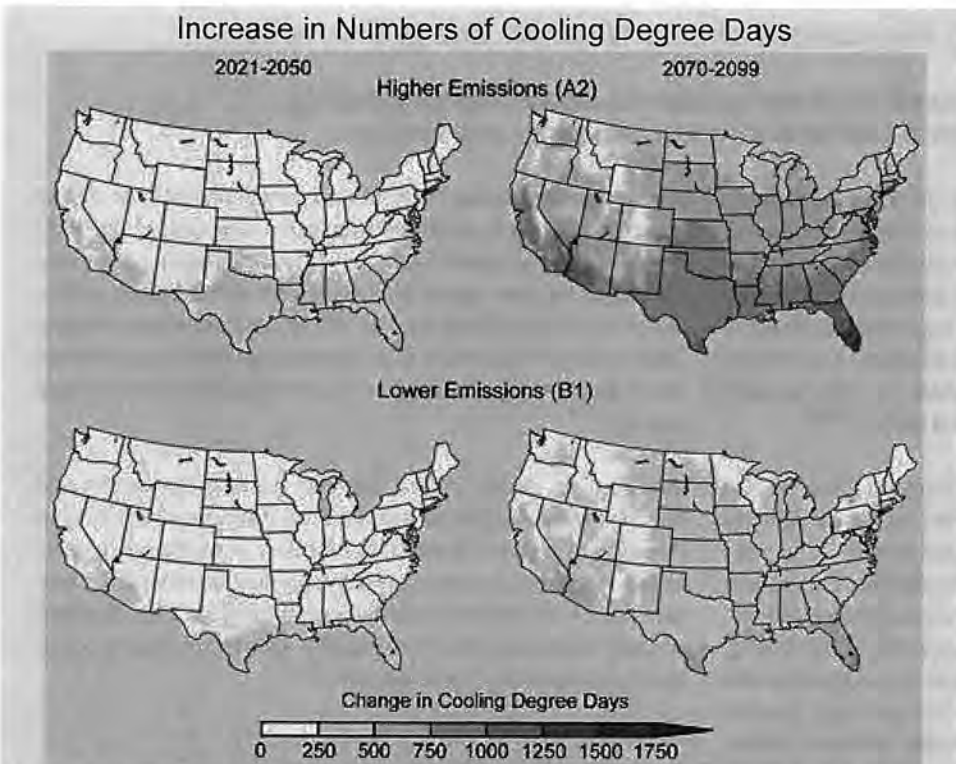 Increase in Numbers of Cooling Degree Days
2021-2050 2070-2099
Higher Emissions (A2)
Lower Emissions (B1)
Change in Cooling Degree Days
0 250 500 750 1000 1250 1500 1750